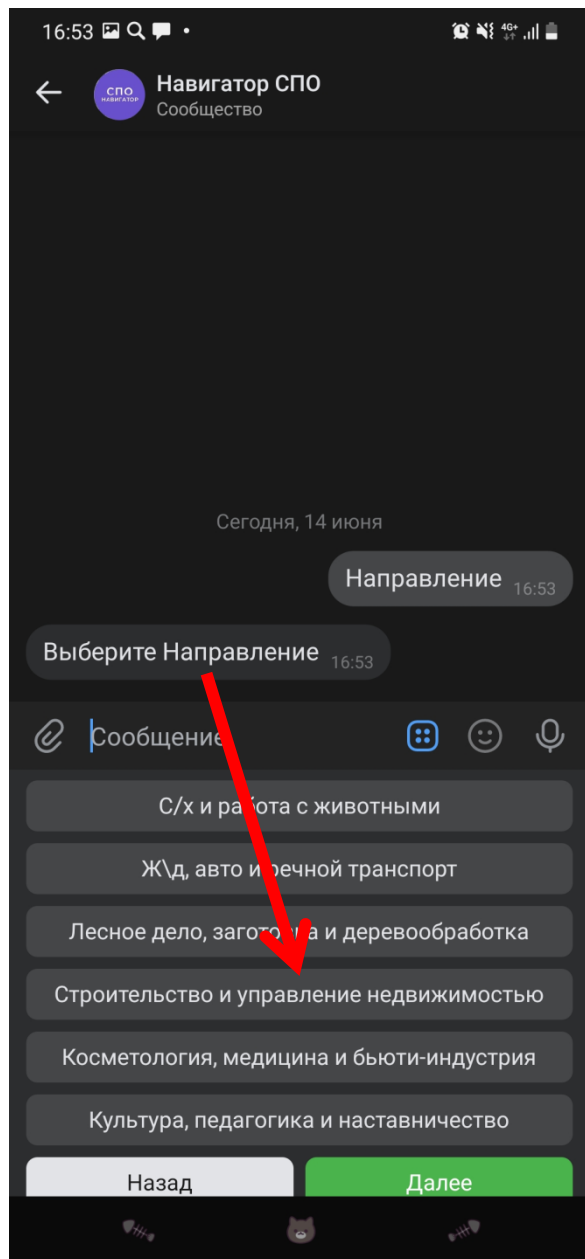 16:53
4G+
СПО
НАВИГАТОР
Навигатор СПО
Сообщество
Сегодня, 14 июня
Направление 16:53
Выберите Направление 16:53
Сообщение
С/х и работа с животными
Ж\д, авто и речной транспорт
Лесное дело, заготовка и деревообработка
Строительство и управление недвижимостью
Косметология, медицина и бьюти-индустрия
Культура, педагогика и наставничество
Назад Далее